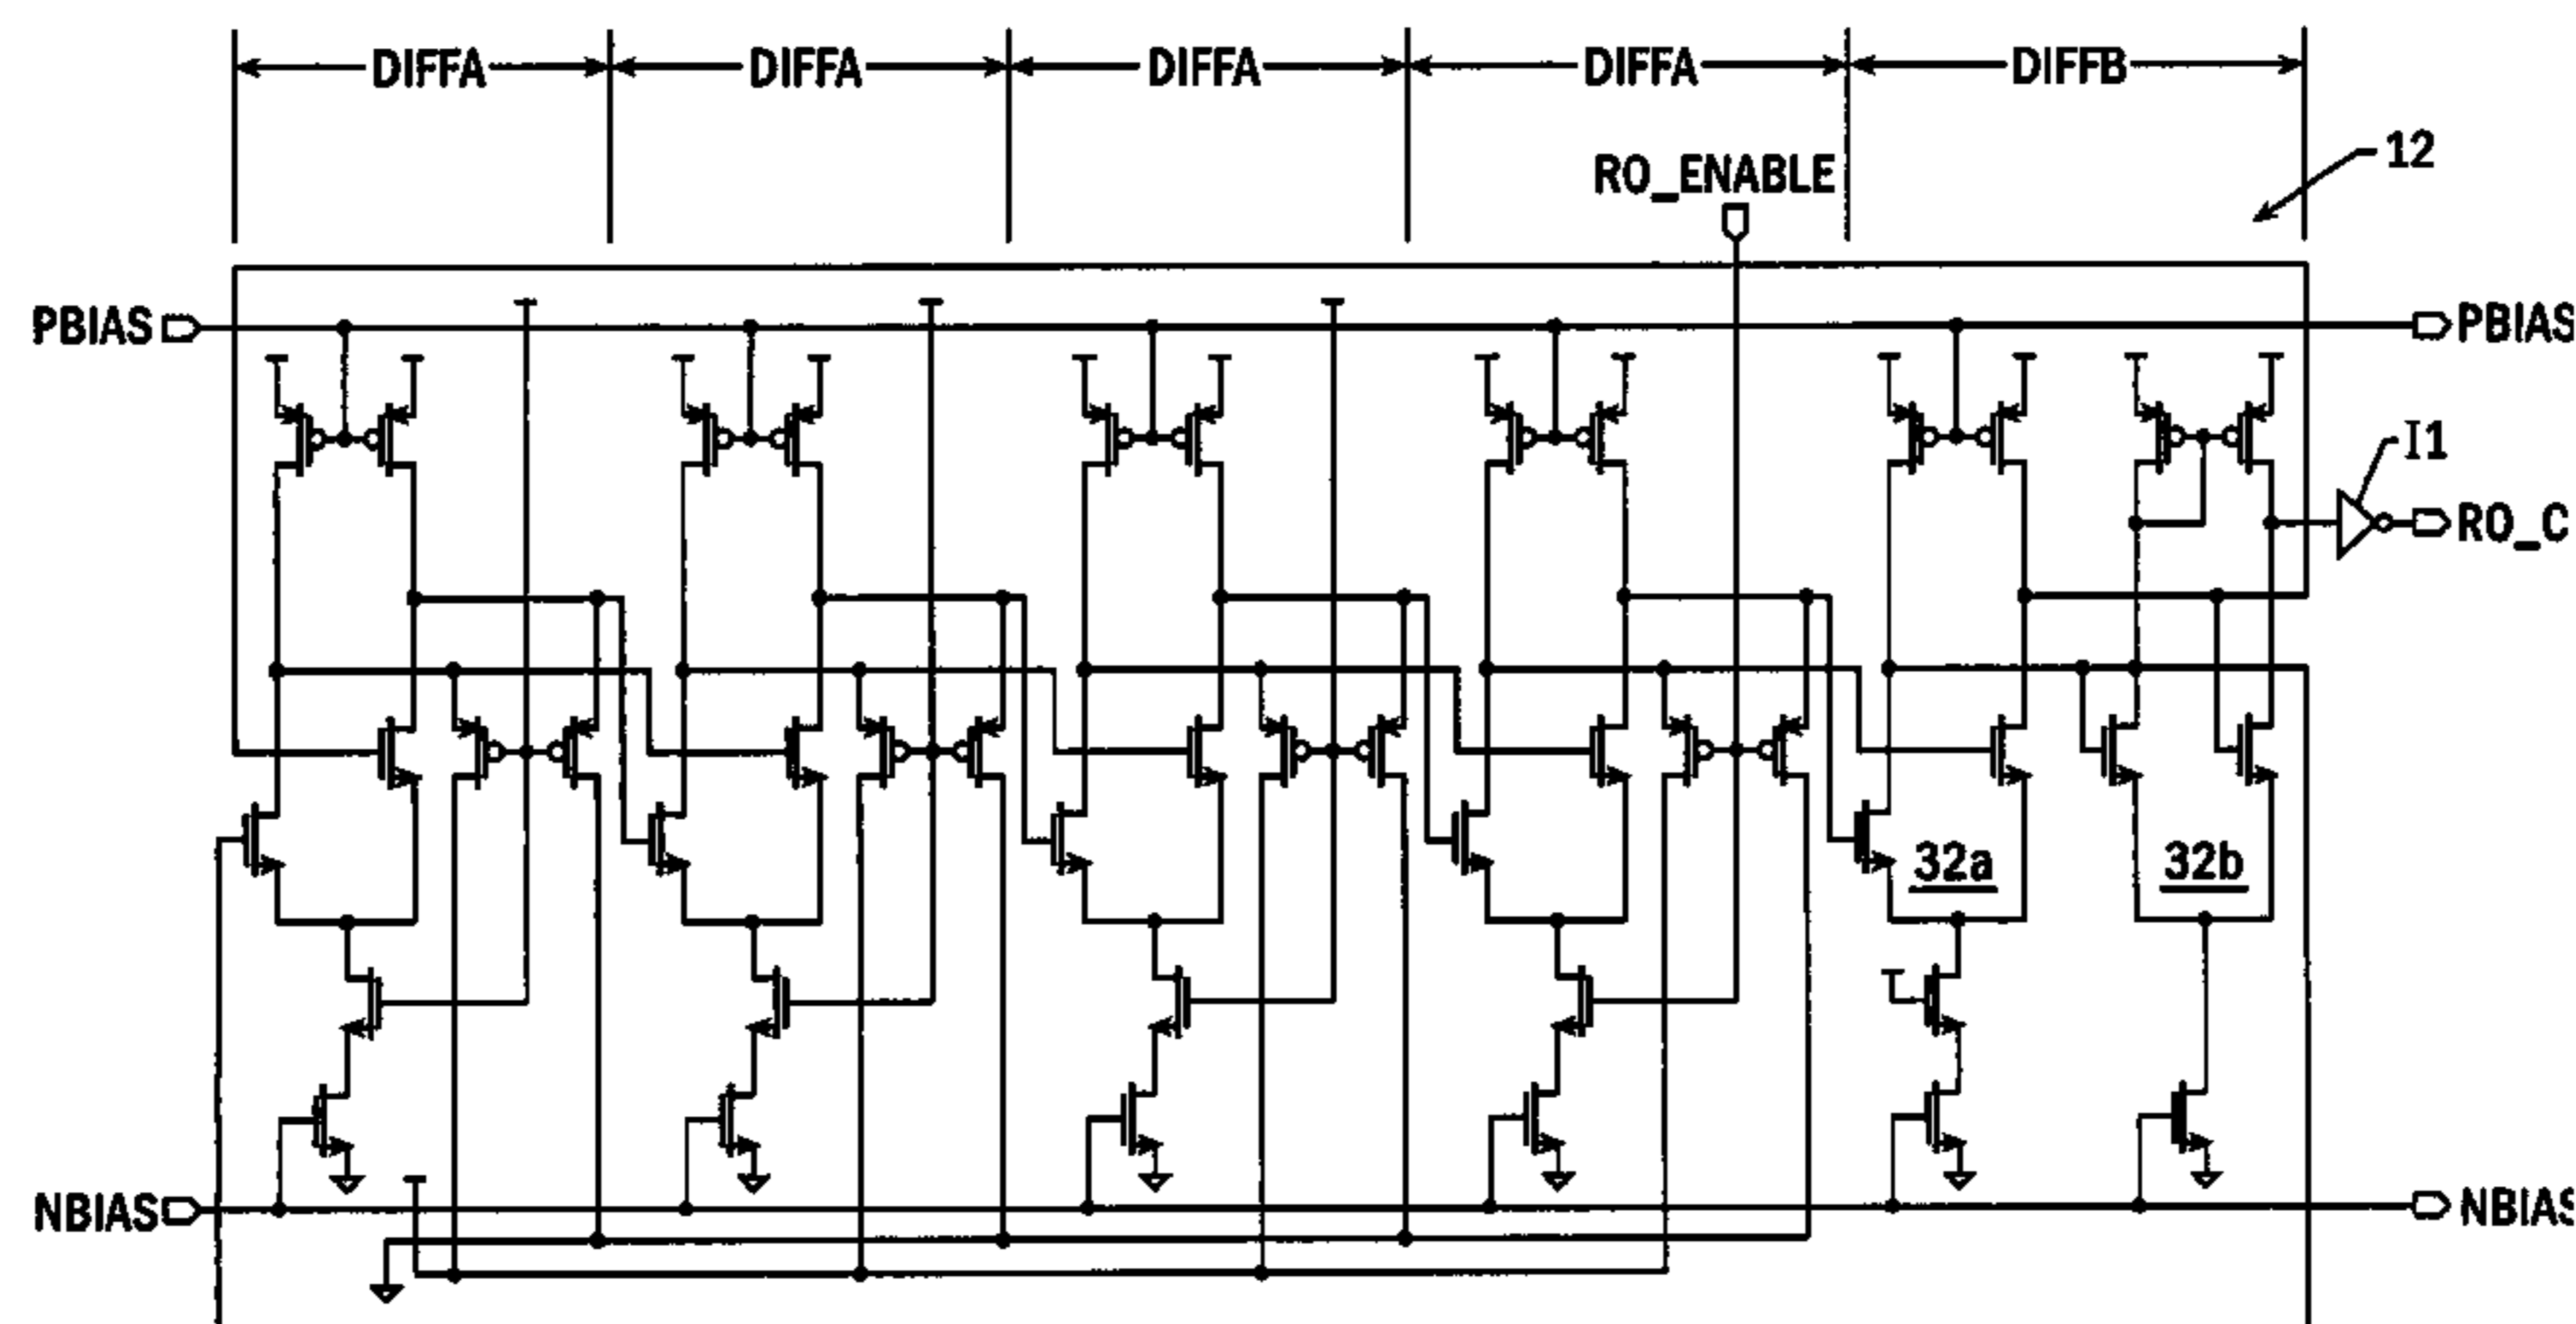 DIFFA DIFFA DIFFA DIFFA DIFFB
12
RO_ENABLE
PBIAS PBIAS
I1
RO_C
32a 32b
NBIAS NBIAS